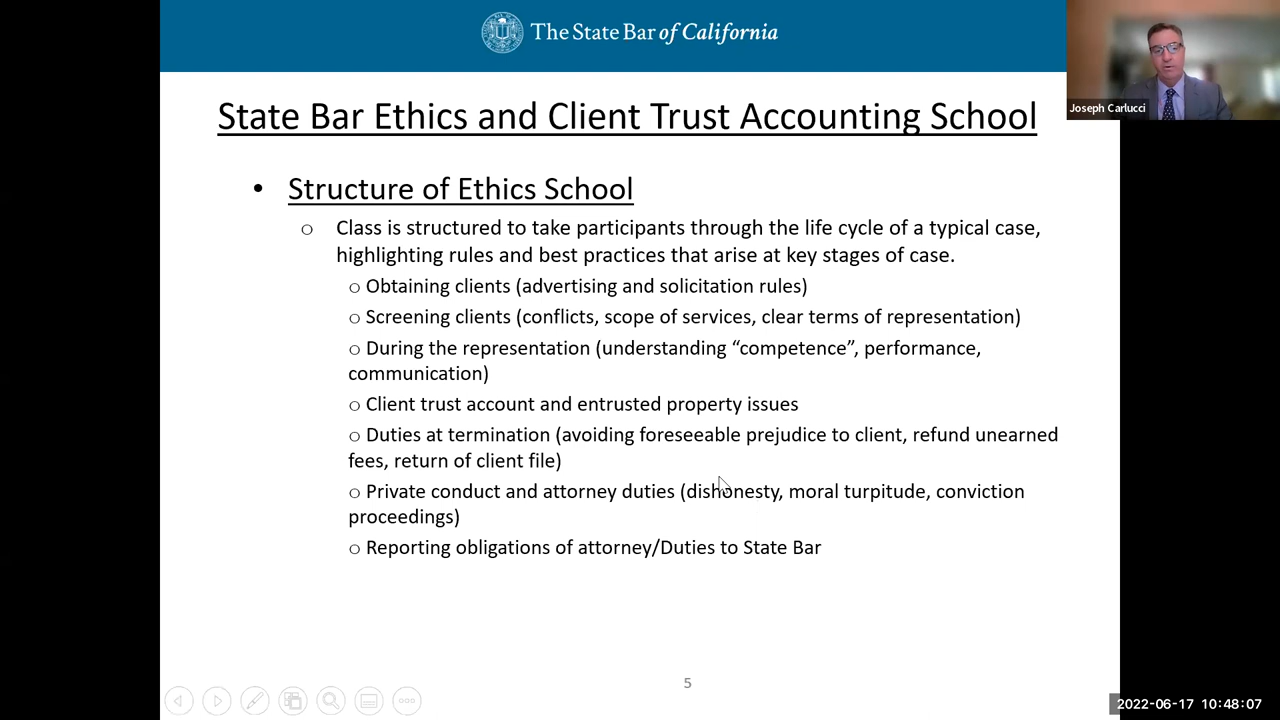 The State Bar of California
Joseph Carlucci
State Bar Ethics and Client Trust Accounting School
• Structure of Ethics School
○ Class is structured to take participants through the life cycle of a typical case,
highlighting rules and best practices that arise at key stages of case.
○ Obtaining clients (advertising and solicitation rules)
○ Screening clients (conflicts, scope of services, clear terms of representation)
○ During the representation (understanding “competence”, performance,
communication)
○ Client trust account and entrusted property issues
○ Duties at termination (avoiding foreseeable prejudice to client, refund unearned
fees, return of client file)
○ Private conduct and attorney duties (dishonesty, moral turpitude, conviction
proceedings)
○ Reporting obligations of attorney/Duties to State Bar
5
2022-06-17 10:48:07